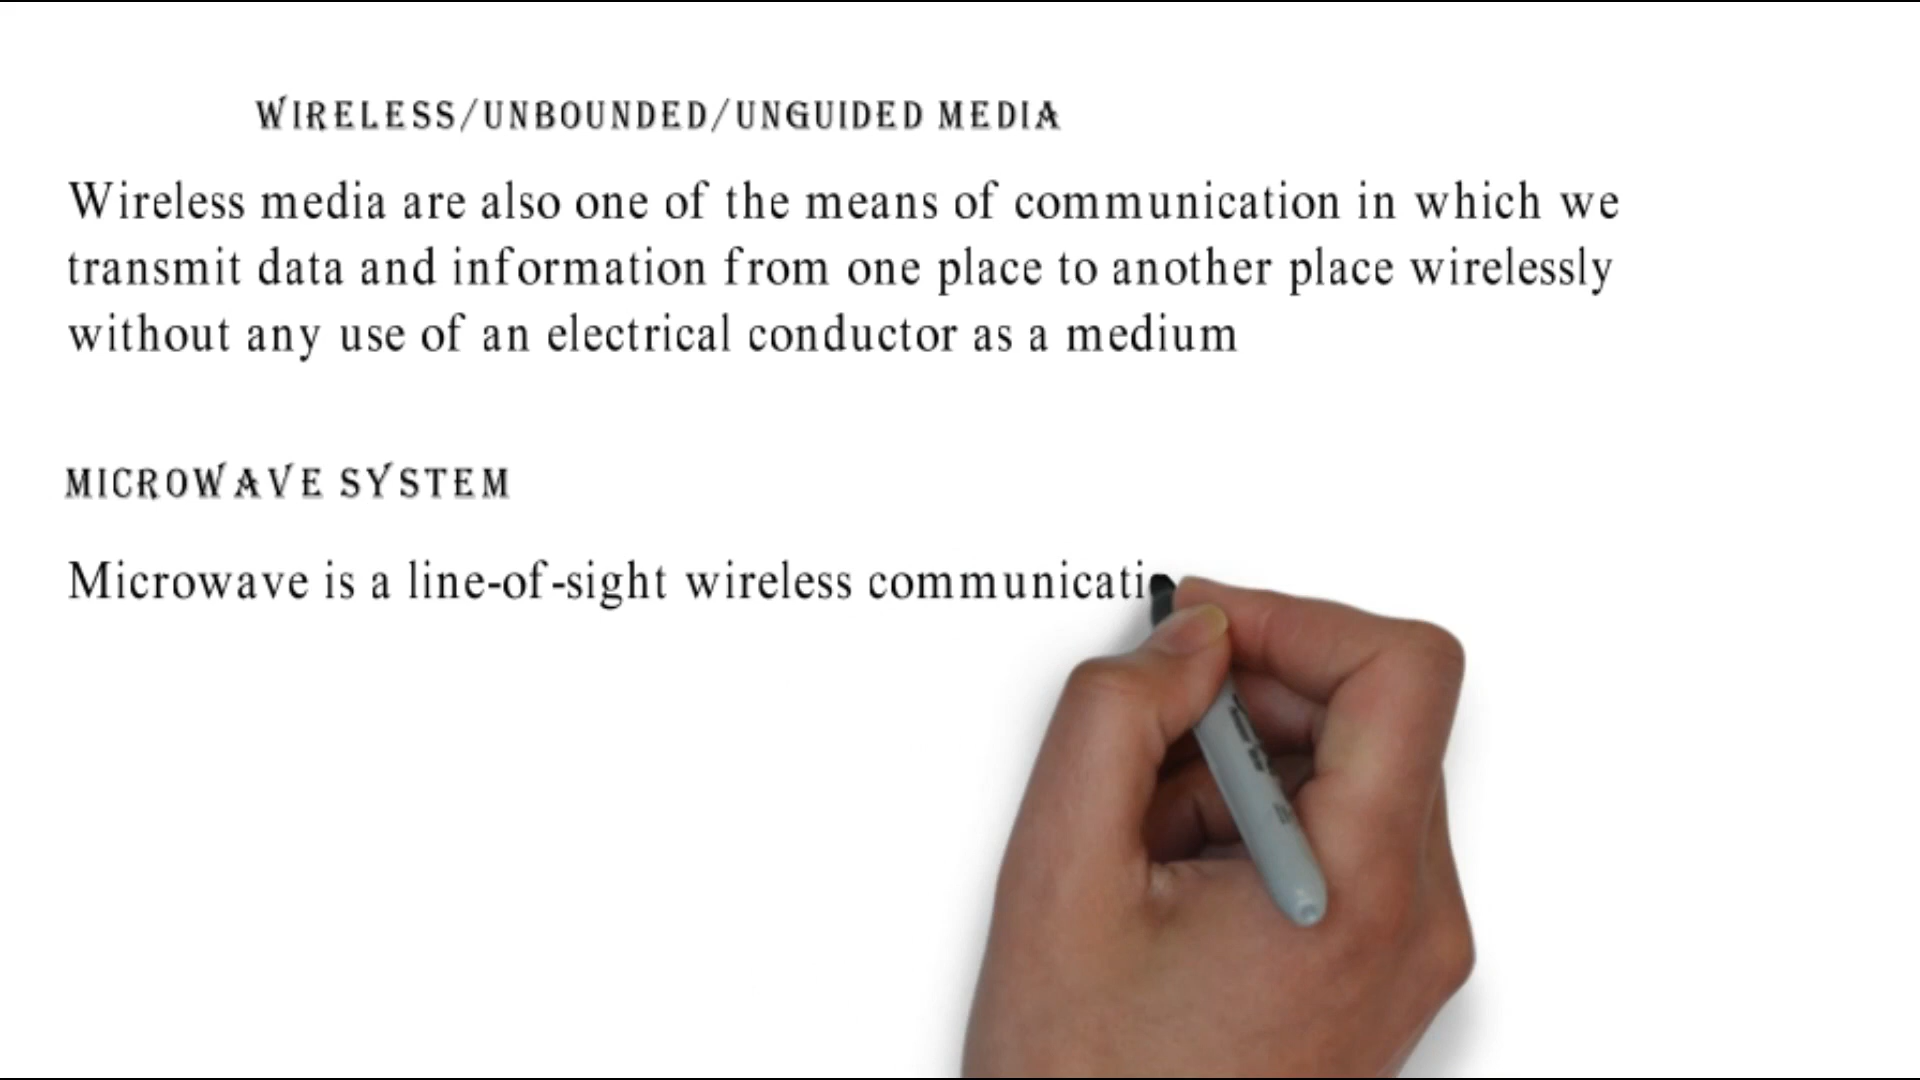 WIRELESS/UNBOUNDED/UNGUIDED MEDIA
Wireless media are also one of the means of communication in which we
transmit data and information from one place to another place wirelessly
without any use of an electrical conductor as a medium
MICROWAVE SYSTEM
Microwave is a line-of-sight wireless communicati